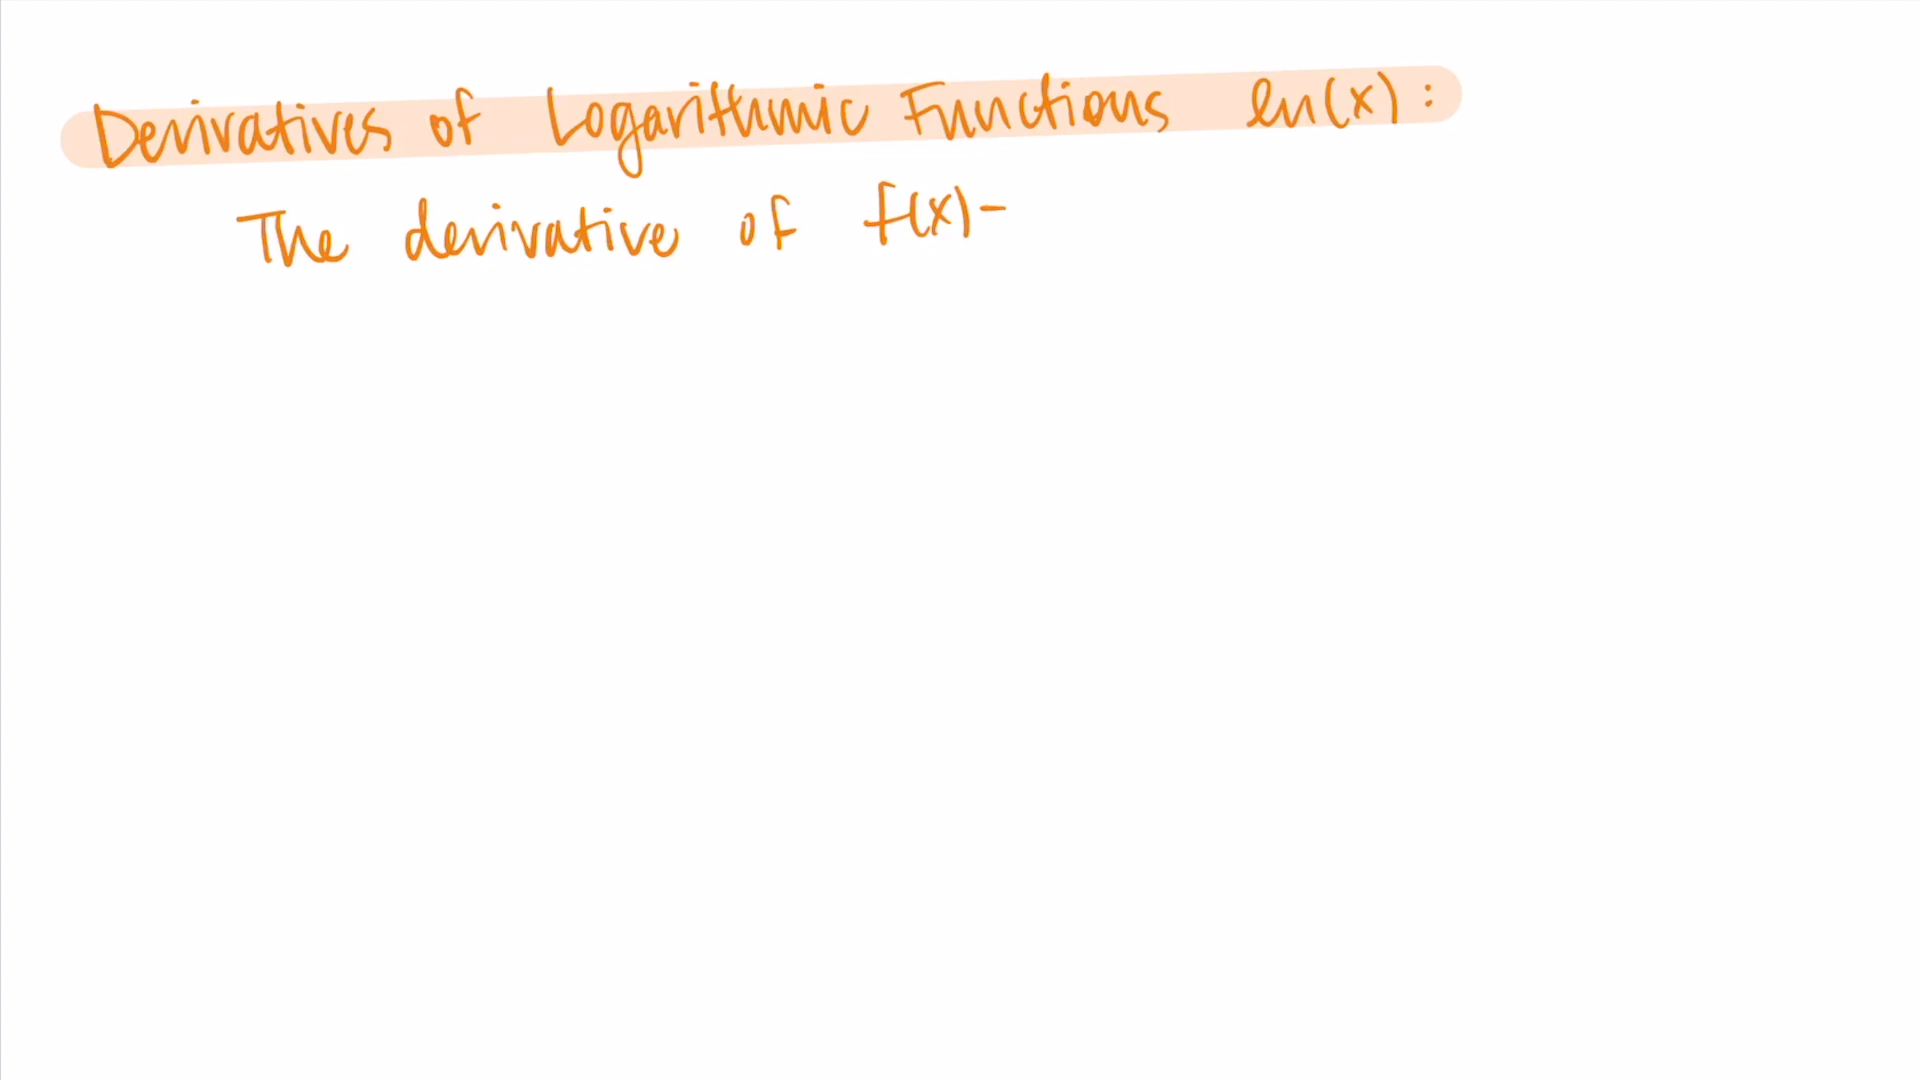 Derivatives of Logarithmic Functions ln(x):
The derivative of f(x)-